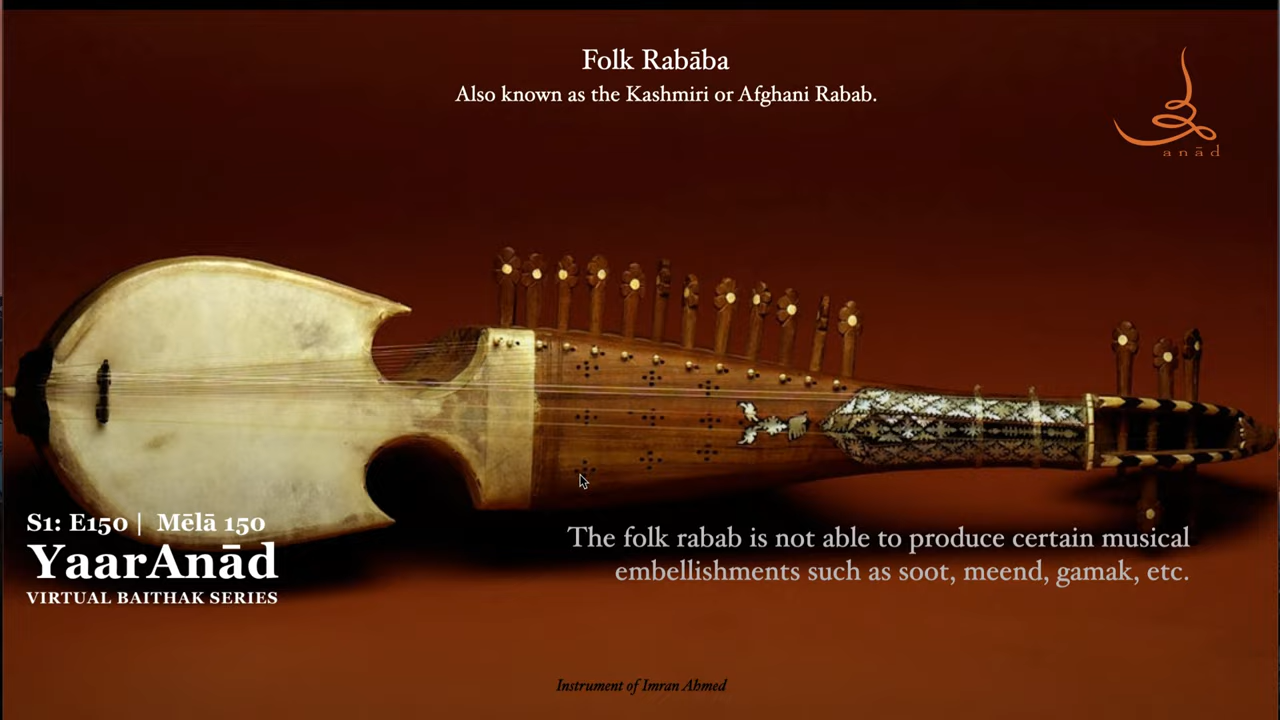 Folk Rabāba
Also known as the Kashmiri or Afghani Rabab.
anād
S1: E150 | Mēlā 150
YaarAnād
VIRTUAL BAITHAK SERIES
The folk rabab is not able to produce certain musical
embellishments such as soot, meend, gamak, etc.
Instrument of Imran Ahmed